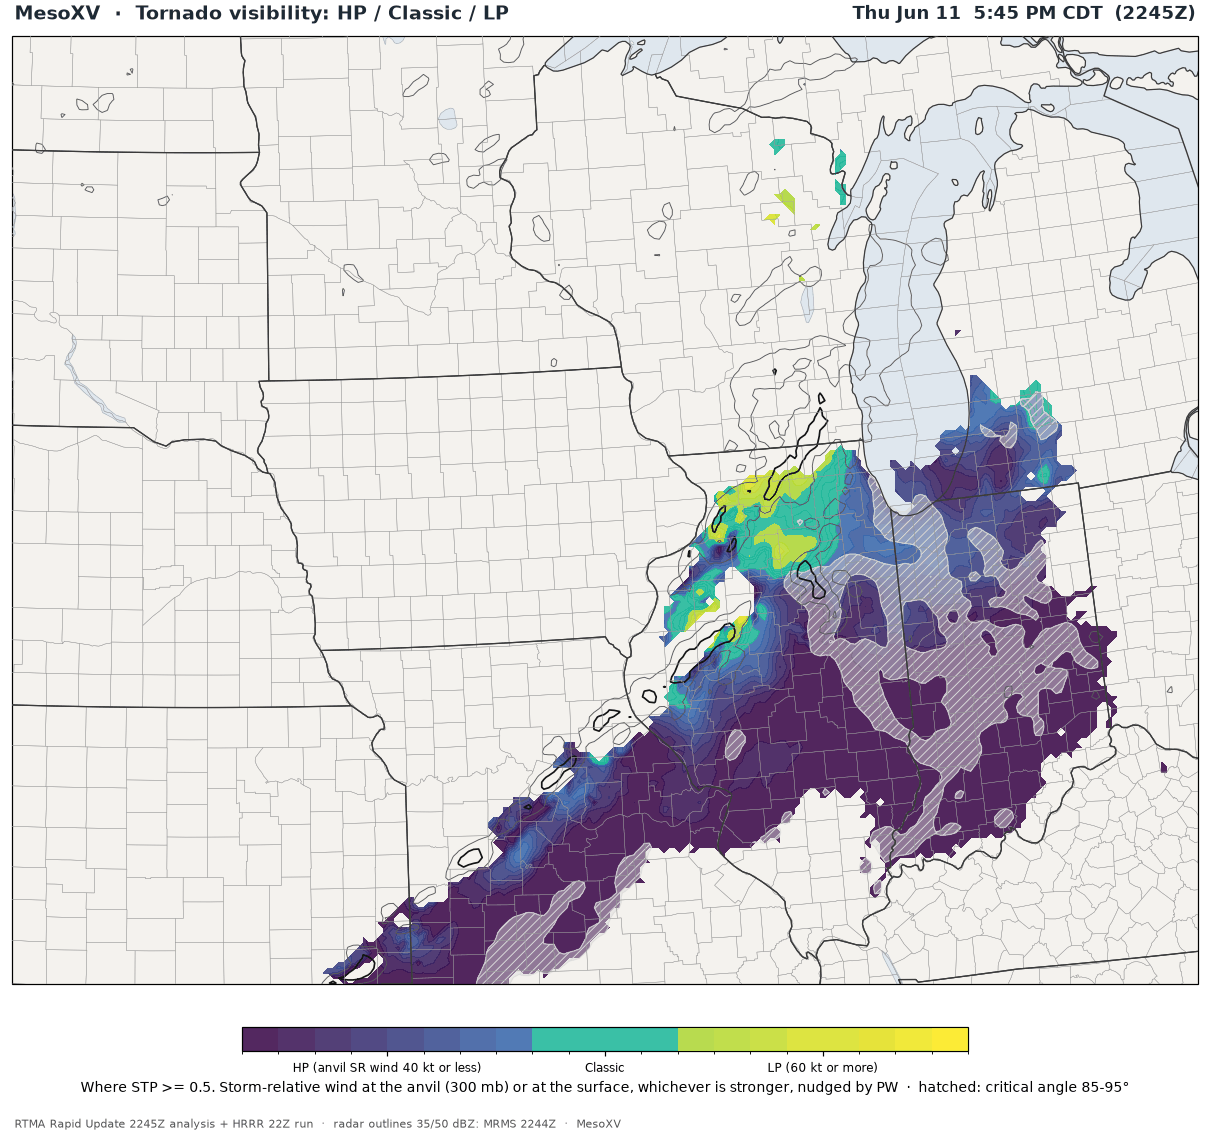 MesoXV · Tornado visibility: HP / Classic / LP
Thu Jun 11 5:45 PM CDT (2245Z)
HP (anvil SR wind 40 kt or less)
Classic
LP (60 kt or more)
Where STP >= 0.5. Storm-relative wind at the anvil (300 mb) or at the surface, whichever is stronger, nudged by PW · hatched: critical angle 85-95°
RTMA Rapid Update 2245Z analysis + HRRR 22Z run · radar outlines 35/50 dBZ: MRMS 2244Z · MesoXV